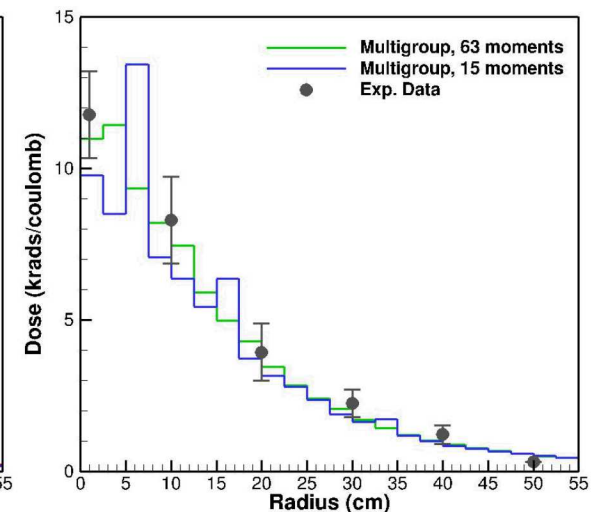 15
10
5
0
Dose (krads/coulomb)
Multigroup, 63 moments
Multigroup, 15 moments
Exp. Data
55
0 5 10 15 20 25 30 35 40 45 50 55
Radius (cm)